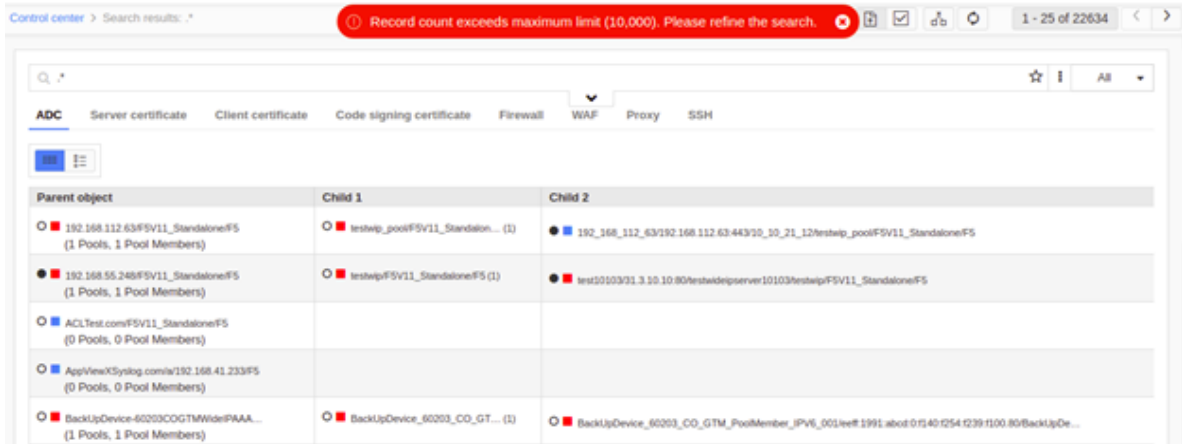 Control center > Search results: .*
Record count exceeds maximum limit (10,000). Please refine the search.
1 - 25 of 22634
.*
All
ADC Server certificate Client certificate Code signing certificate Firewall WAF Proxy SSH
Parent object Child 1 Child 2
192.168.112.63/F5V11_Standalone/F5 testwip_pool/F5V11_Standalon... (1) 192_168_112_63/192.168.112.63:443/10_10_21_12/testwip_pool/F5V11_Standalone/F5
(1 Pools, 1 Pool Members)
192.168.55.248/F5V11_Standalone/F5 testwip/F5V11_Standalone/F5 (1) test10103/31.3.10.10:80/testwideipserver10103/testwip/F5V11_Standalone/F5
(1 Pools, 1 Pool Members)
ACLTest.com/F5V11_Standalone/F5
(0 Pools, 0 Pool Members)
AppViewXSyslog.com/a/192.168.41.233/F5
(0 Pools, 0 Pool Members)
BackUpDevice-60203COGTMWideIPAAA... BackUpDevice_60203_CO_GT... (1) BackUpDevice_60203_CO_GTM_PoolMember_IPV6_001/eeff:1991:abcd:0:f140:f254:f239:f100.80/BackUpDe...
(1 Pools, 1 Pool Members)